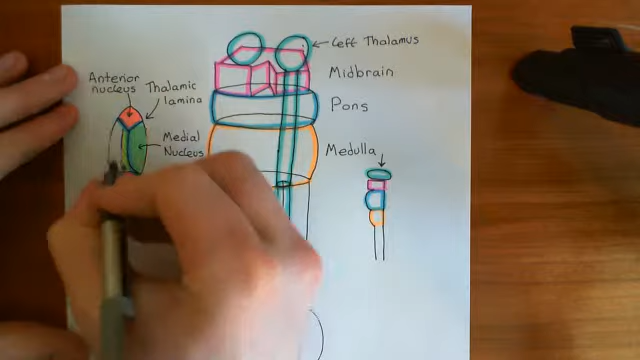 Left Thalamus
Anterior
nucleus
Thalamic
lamina
Midbrain
Pons
Medial
Nucleus
Medulla